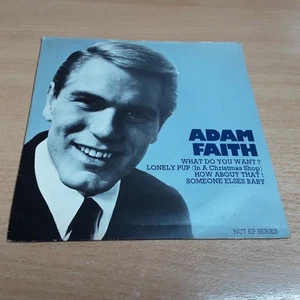 ADAM
FAITH
WHAT DO YOU WANT?
LONELY PUP (In A Christmas Shop)
HOW ABOUT THAT!
SOMEONE ELSES BABY
NUT EP SERIES